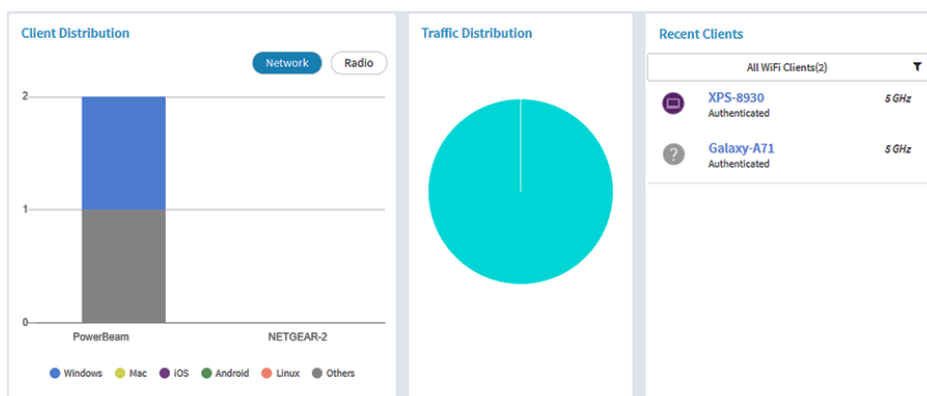 Client Distribution
Network Radio
2
1
0
PowerBeam NETGEAR-2
Windows Mac iOS Android Linux Others
Traffic Distribution
Recent Clients
All WiFi Clients(2)
XPS-8930 5 GHz
Authenticated
?
Galaxy-A71 5 GHz
Authenticated